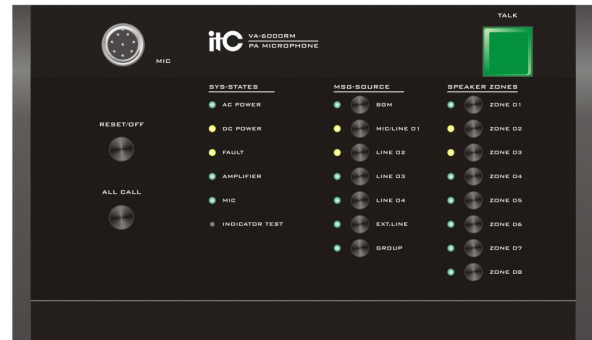 TALK
itC VA-6000RM
PA MICROPHONE
MIC
SYS-STATES
MSG-SOURCE
SPEAKER ZONES
AC POWER
BGM
ZONE 01
RESET/OFF
DC POWER
MIC/LINE 01
ZONE 02
FAULT
LINE 02
ZONE 03
AMPLIFIER
LINE 03
ZONE 04
ALL CALL
MIC
LINE 04
ZONE 05
INDICATOR TEST
EXT.LINE
ZONE 06
GROUP
ZONE 07
ZONE 08